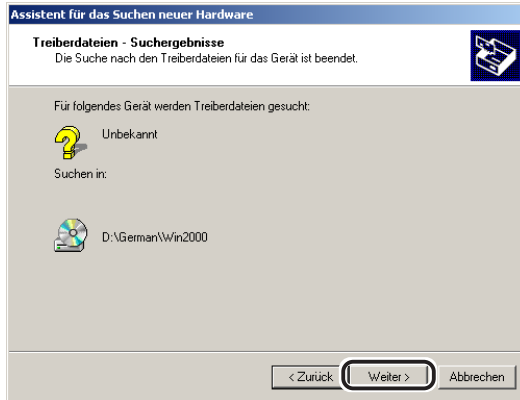 Assistent für das Suchen neuer Hardware
Treiberdateien - Suchergebnisse
Die Suche nach den Treiberdateien für das Gerät ist beendet.
Für folgendes Gerät werden Treiberdateien gesucht:
Unbekannt
Suchen in:
D:\German\Win2000
< Zurück Weiter > Abbrechen